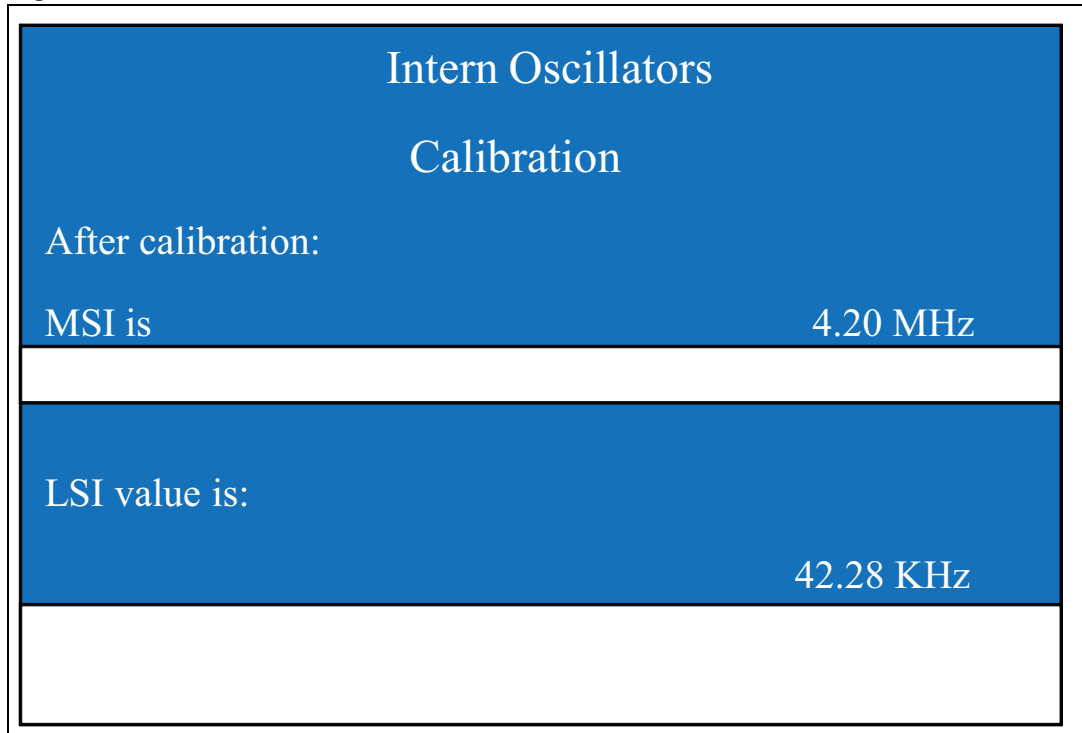 Intern Oscillators
Calibration
After calibration:
MSI is 4.20 MHz
LSI value is:
42.28 KHz